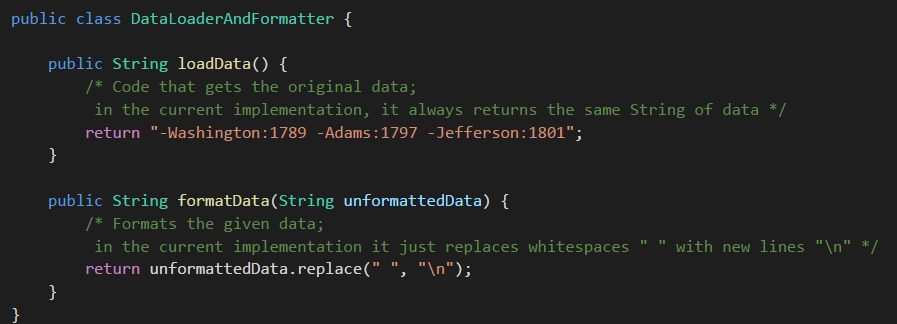 public class DataLoaderAndFormatter {
public String loadData() {
/* Code that gets the original data;
in the current implementation, it always returns the same String of data */
return "-Washington:1789 -Adams:1797 -Jefferson:1801";
}
public String formatData(String unformattedData) {
/* Formats the given data;
in the current implementation it just replaces whitespaces " " with new lines "\n" */
return unformattedData.replace(" ", "\n");
}
}